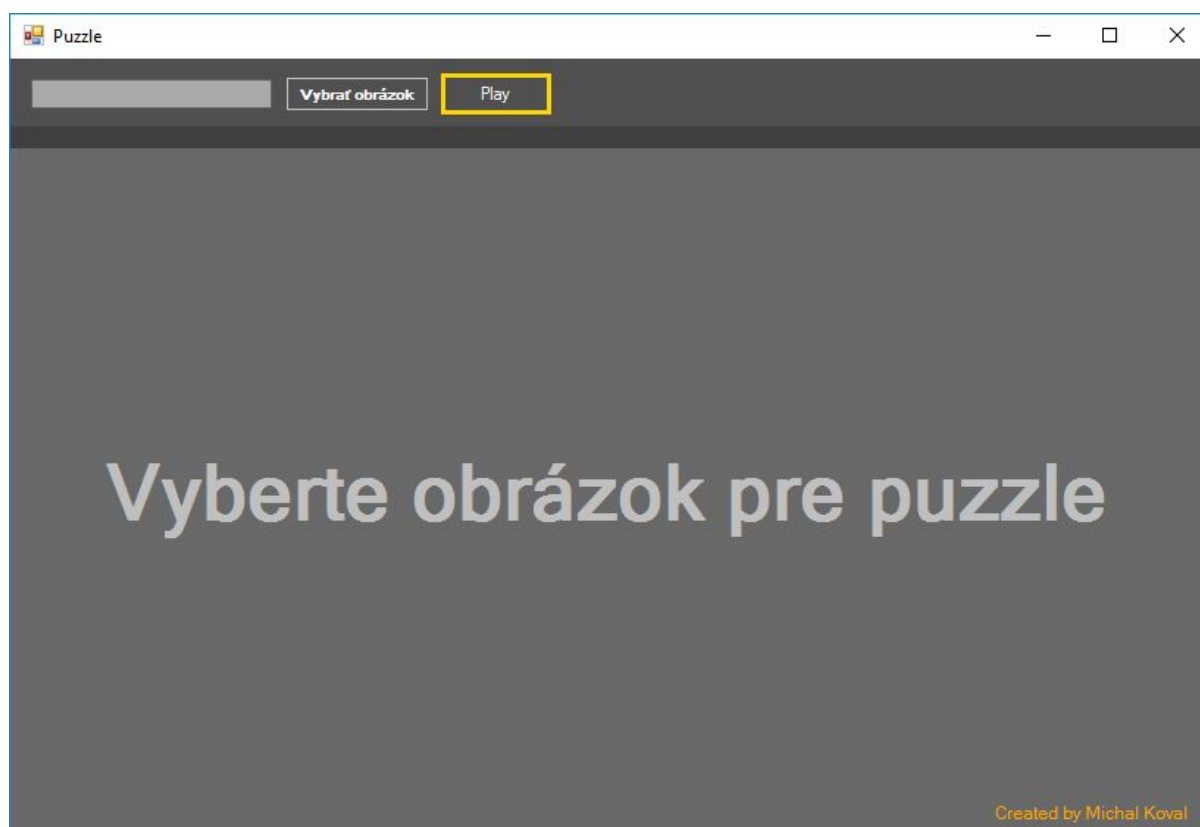 Puzzle
Vybrať obrázok
Play
Vyberte obrázok pre puzzle
Created by Michal Koval